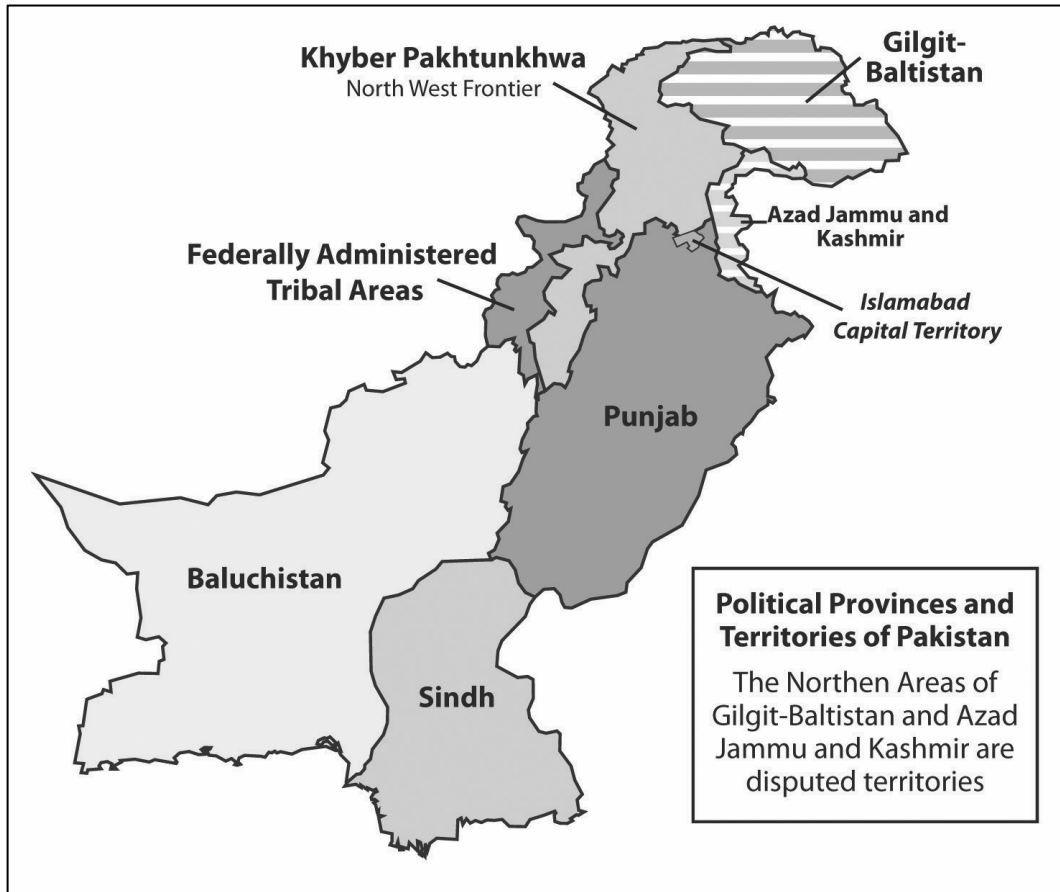 Khyber Pakhtunkhwa
North West Frontier
Gilgit-
Baltistan
Azad Jammu and
Kashmir
Federally Administered
Tribal Areas
Islamabad
Capital Territory
Punjab
Baluchistan
Sindh
Political Provinces and
Territories of Pakistan
The Northen Areas of
Gilgit-Baltistan and Azad
Jammu and Kashmir are
disputed territories